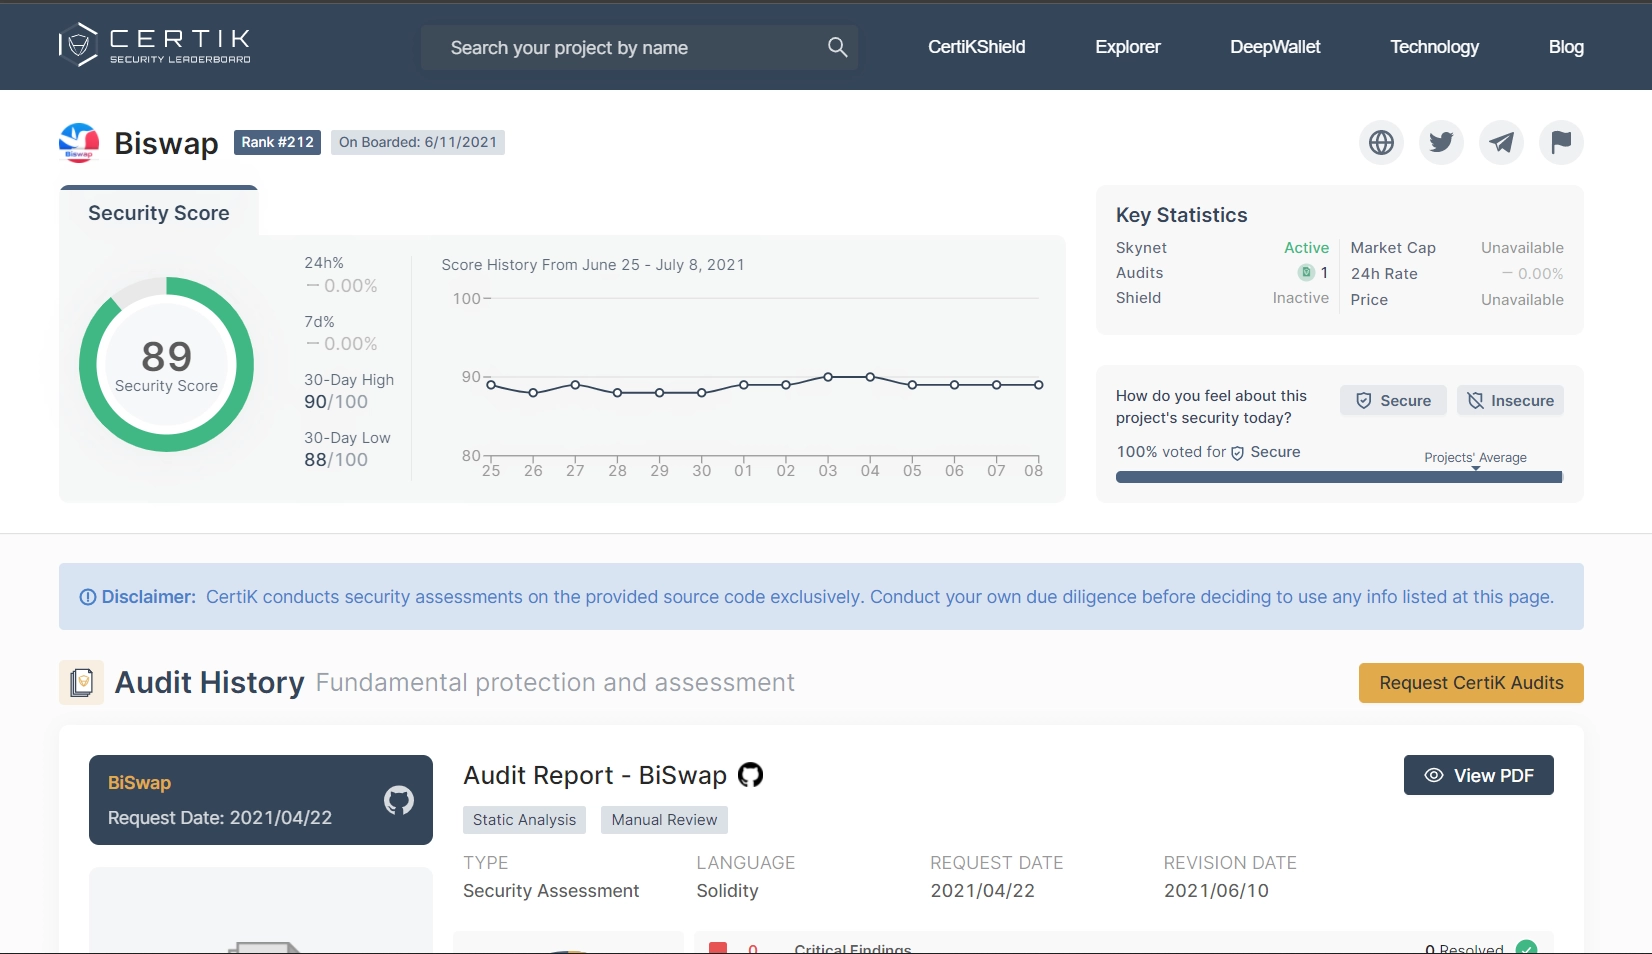 CERTIK
SECURITY LEADERBOARD
Search your project by name
CertiKShield
Explorer
DeepWallet
Technology
Blog
Biswap
Biswap
Rank #212
On Boarded: 6/11/2021
Security Score
89
Security Score
24h%
– 0.00%
7d%
– 0.00%
30-Day High
90/100
30-Day Low
88/100
Score History From June 25 - July 8, 2021
100
90
80
25 26 27 28 29 30 01 02 03 04 05 06 07 08
Key Statistics
Skynet Active
Audits 1
Shield Inactive
Market Cap Unavailable
24h Rate – 0.00%
Price Unavailable
How do you feel about this
project's security today?
Secure
Insecure
100% voted for Secure
Projects' Average
Disclaimer: CertiK conducts security assessments on the provided source code exclusively. Conduct your own due diligence before deciding to use any info listed at this page.
Audit History Fundamental protection and assessment
Request CertiK Audits
BiSwap
Request Date: 2021/04/22
Audit Report - BiSwap
View PDF
Static Analysis
Manual Review
TYPE LANGUAGE REQUEST DATE REVISION DATE
Security Assessment Solidity 2021/04/22 2021/06/10
0 Critical Findings 0 Resolved